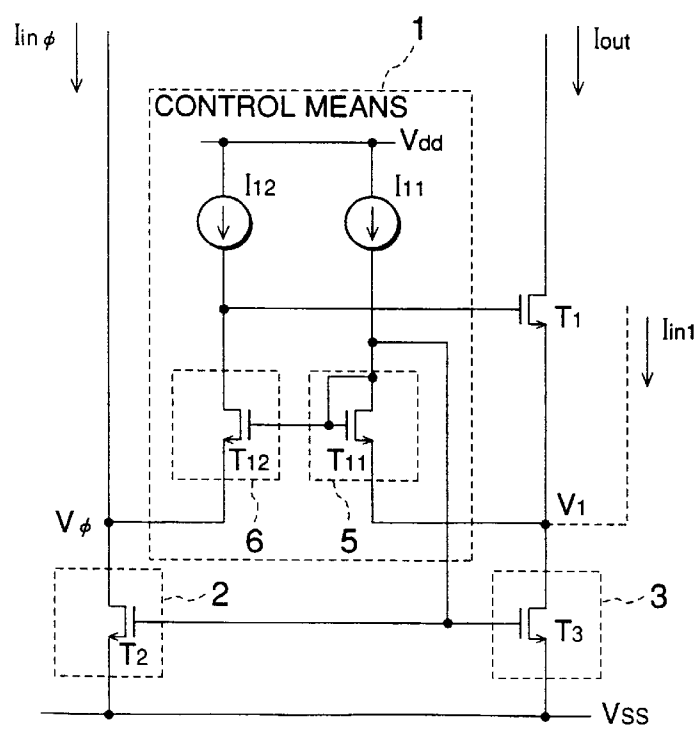 1
Iin φ
Iout
CONTROL MEANS
Vdd
I12
I11
T1
Iin1
T12
T11
Vφ
V1
6
5
2
3
T2
T3
VSS